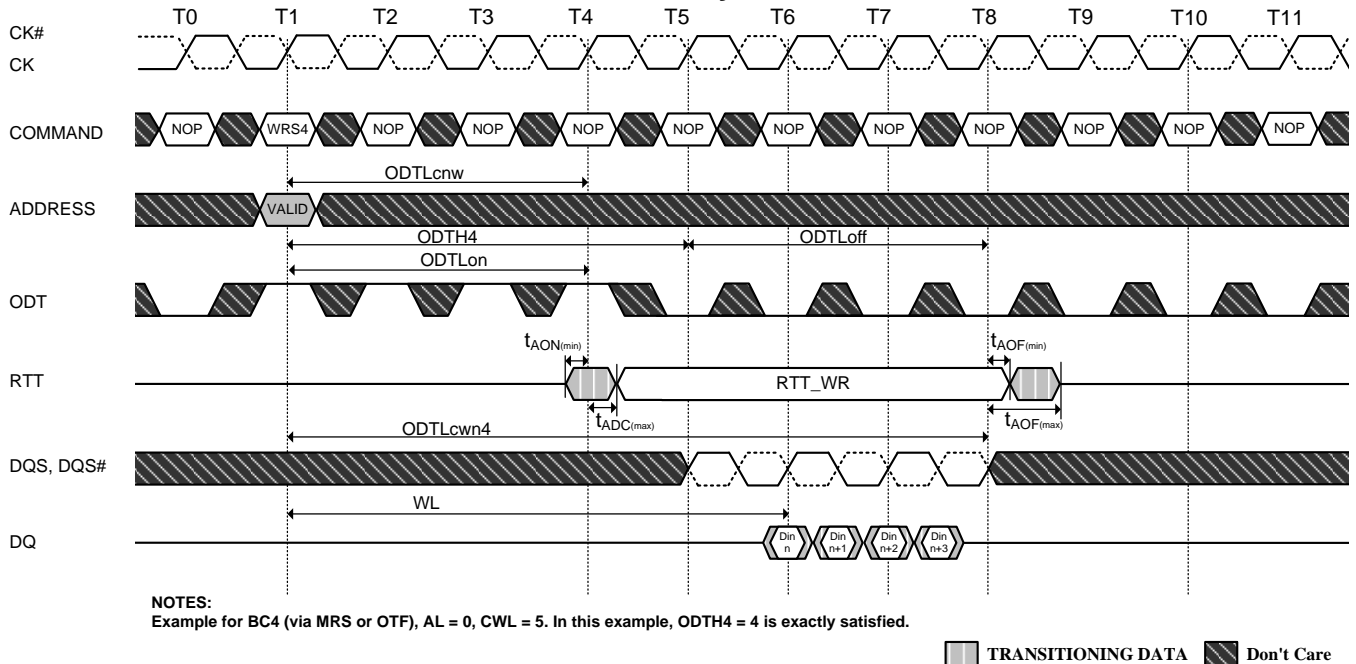 T0 T1 T2 T3 T4 T5 T6 T7 T8 T9 T10 T11
CK#
CK
COMMAND NOP WRS4 NOP NOP NOP NOP NOP NOP NOP NOP NOP NOP
ODTLcnw
ADDRESS VALID
ODTH4 ODTLoff
ODTLon
ODT
tAON(min) tAOF(min)
RTT RTT_WR
tADC(max) tAOF(max)
ODTLcwn4
DQS, DQS#
WL
DQ Din n Din n+1 Din n+2 Din n+3
NOTES:
Example for BC4 (via MRS or OTF), AL = 0, CWL = 5. In this example, ODTH4 = 4 is exactly satisfied.
TRANSITIONING DATA Don't Care